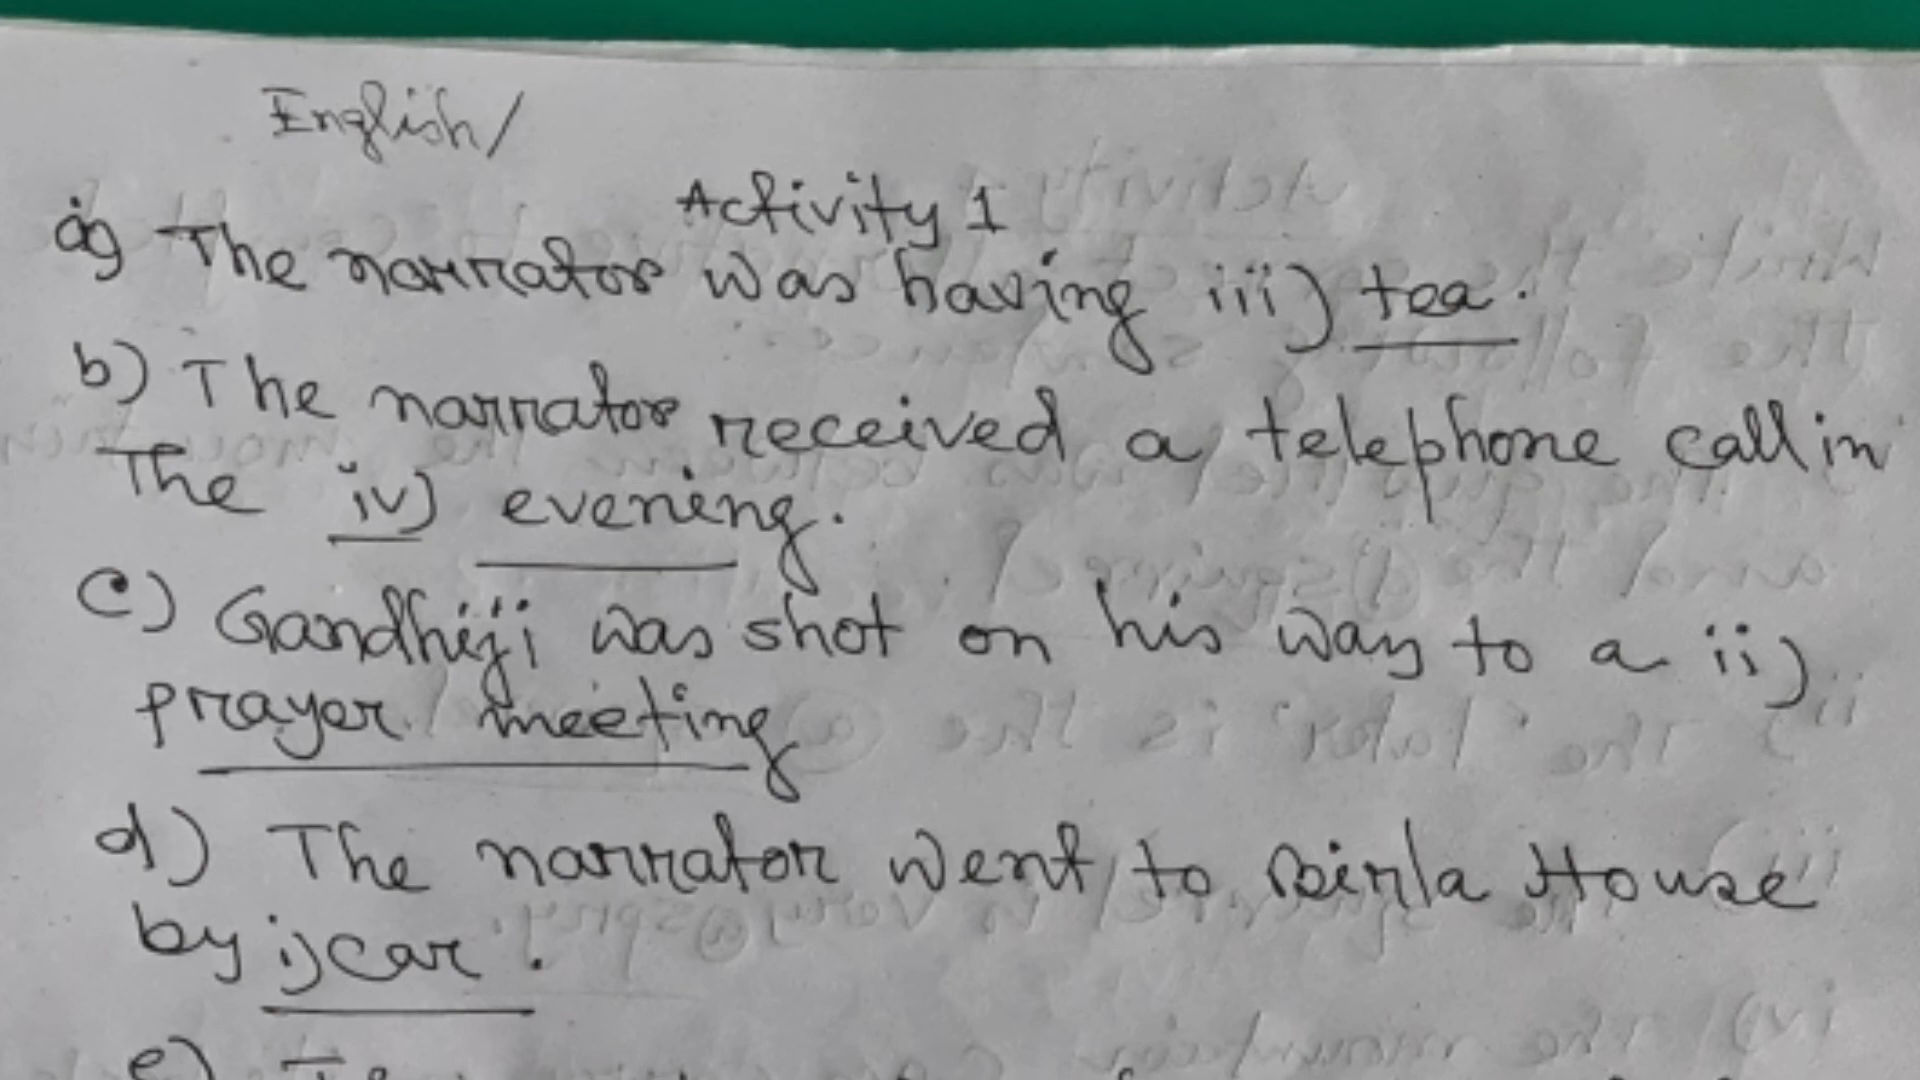 English/
Activity 1
a) The narrator was having iii) tea.
b) The narrator received a telephone call in
The iv) evening.
c) Gandhiji was shot on his way to a ii)
prayer meeting
d) The narrator went to Birla House
by i) car.
e)